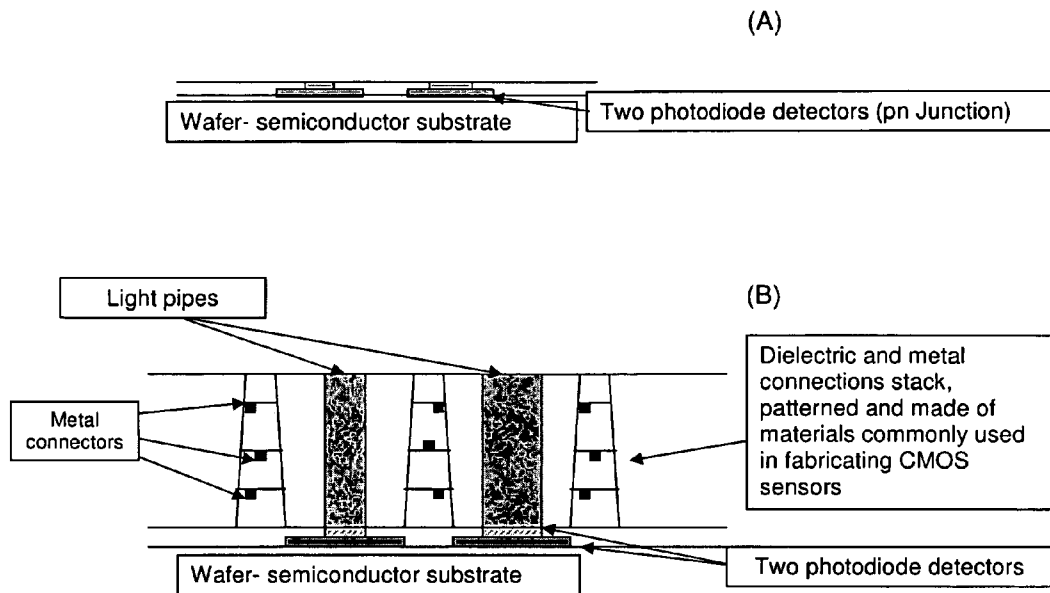 (A)
Wafer- semiconductor substrate
Two photodiode detectors (pn Junction)
Light pipes
(B)
Dielectric and metal
connections stack,
patterned and made of
materials commonly used
in fabricating CMOS
sensors
Metal
connectors
Wafer- semiconductor substrate
Two photodiode detectors